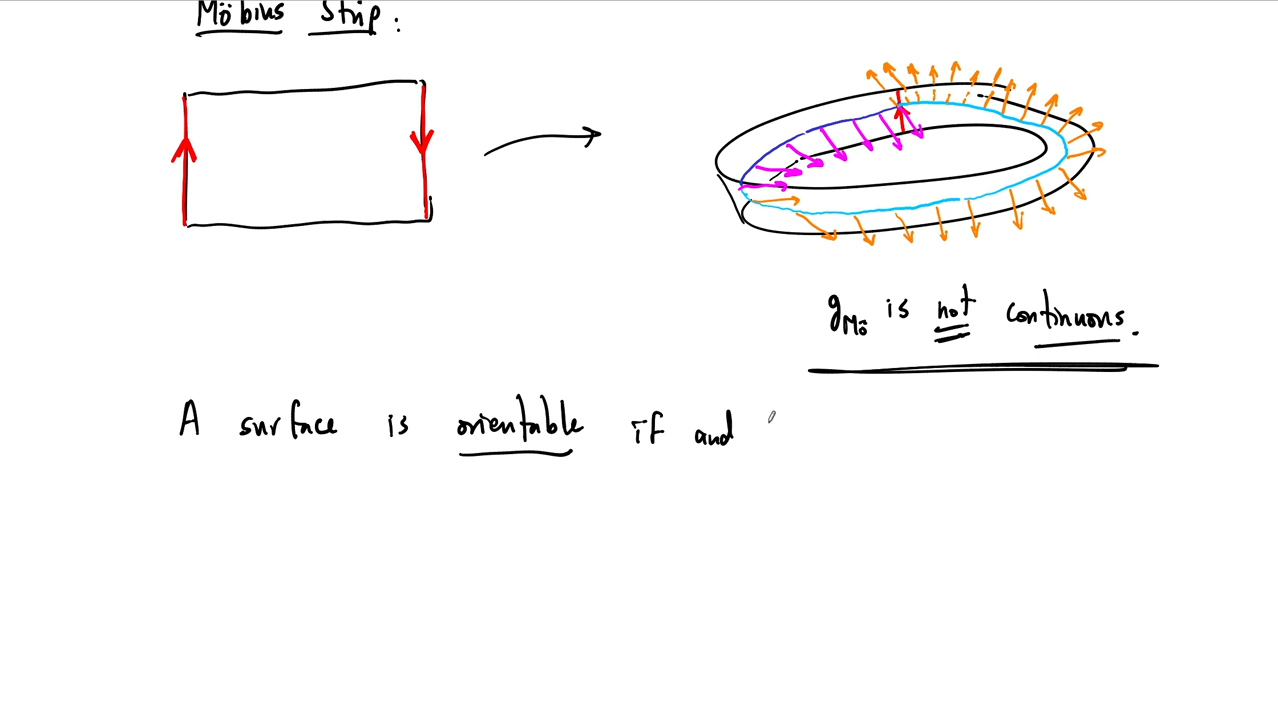 Möbius Strip:
g_Mö is not continuous.
A surface is orientable if and